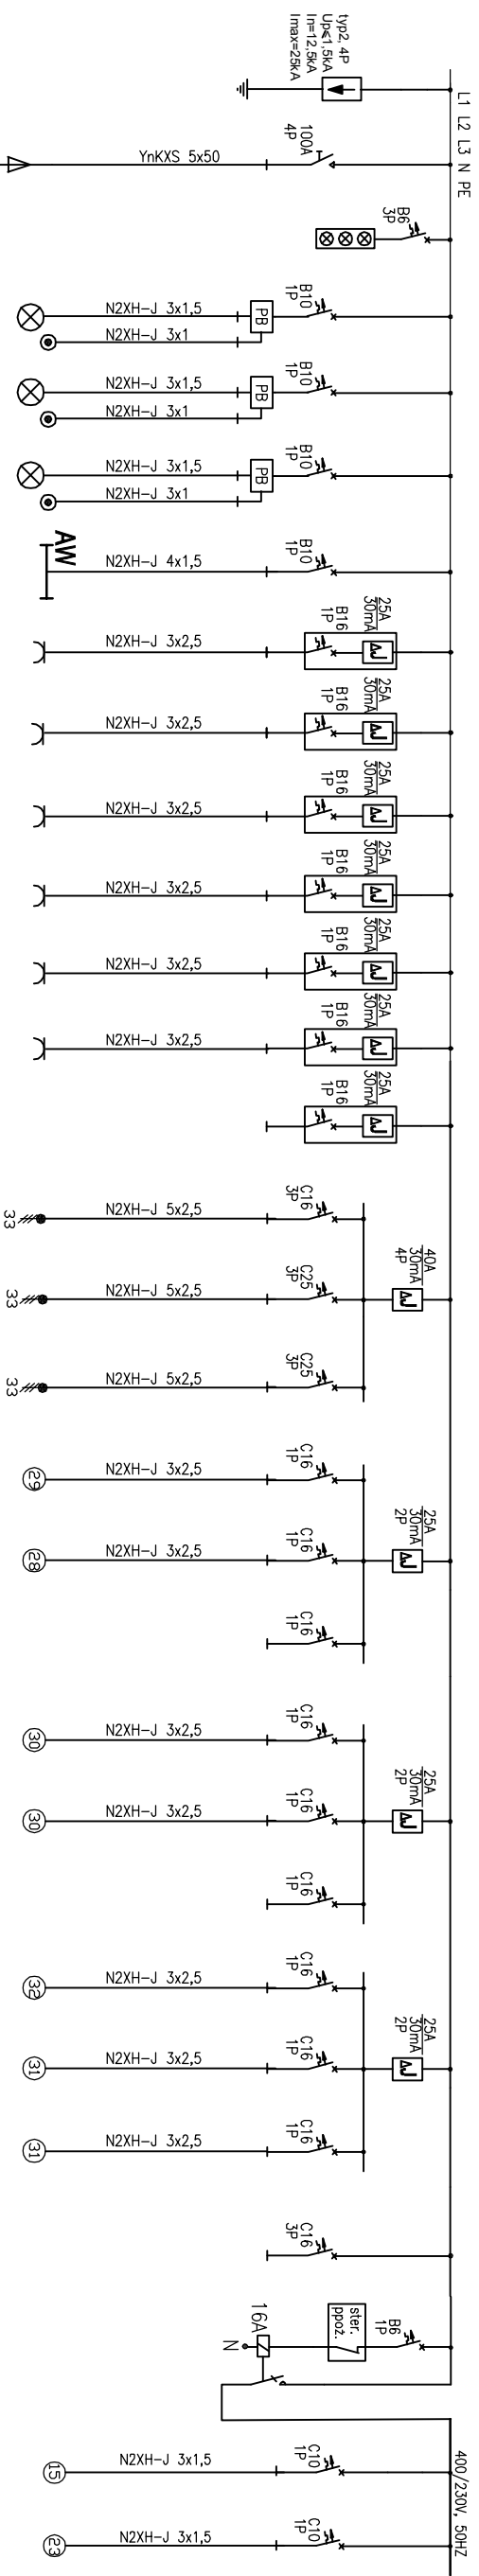 L1 L2 L3 N PE
typ2, 4P
Up≤1,5kA
In=12,5kA
Imax=25kA
100A
4P
YnKXS 5x50
B6
3P
B10
1P
PB
N2XH-J 3x1,5
N2XH-J 3x1
B10
1P
PB
N2XH-J 3x1,5
N2XH-J 3x1
B10
1P
PB
N2XH-J 3x1,5
N2XH-J 3x1
B10
1P
N2XH-J 4x1,5
AW
25A
30mA
B16
1P
N2XH-J 3x2,5
25A
30mA
B16
1P
N2XH-J 3x2,5
25A
30mA
B16
1P
N2XH-J 3x2,5
25A
30mA
B16
1P
N2XH-J 3x2,5
25A
30mA
B16
1P
N2XH-J 3x2,5
25A
30mA
B16
1P
N2XH-J 3x2,5
25A
30mA
B16
1P
40A
30mA
4P
C16
3P
N2XH-J 5x2,5
33
C25
3P
N2XH-J 5x2,5
33
C25
3P
N2XH-J 5x2,5
33
25A
30mA
2P
C16
1P
N2XH-J 3x2,5
29
C16
1P
N2XH-J 3x2,5
28
C16
1P
25A
30mA
2P
C16
1P
N2XH-J 3x2,5
30
C16
1P
N2XH-J 3x2,5
30
C16
1P
25A
30mA
2P
C16
1P
N2XH-J 3x2,5
32
C16
1P
N2XH-J 3x2,5
31
C16
1P
N2XH-J 3x2,5
31
C16
3P
B6
1P
ster.
ppoż.
16A
N
400/230V, 50HZ
C10
1P
N2XH-J 3x1,5
15
C10
1P
N2XH-J 3x1,5
23